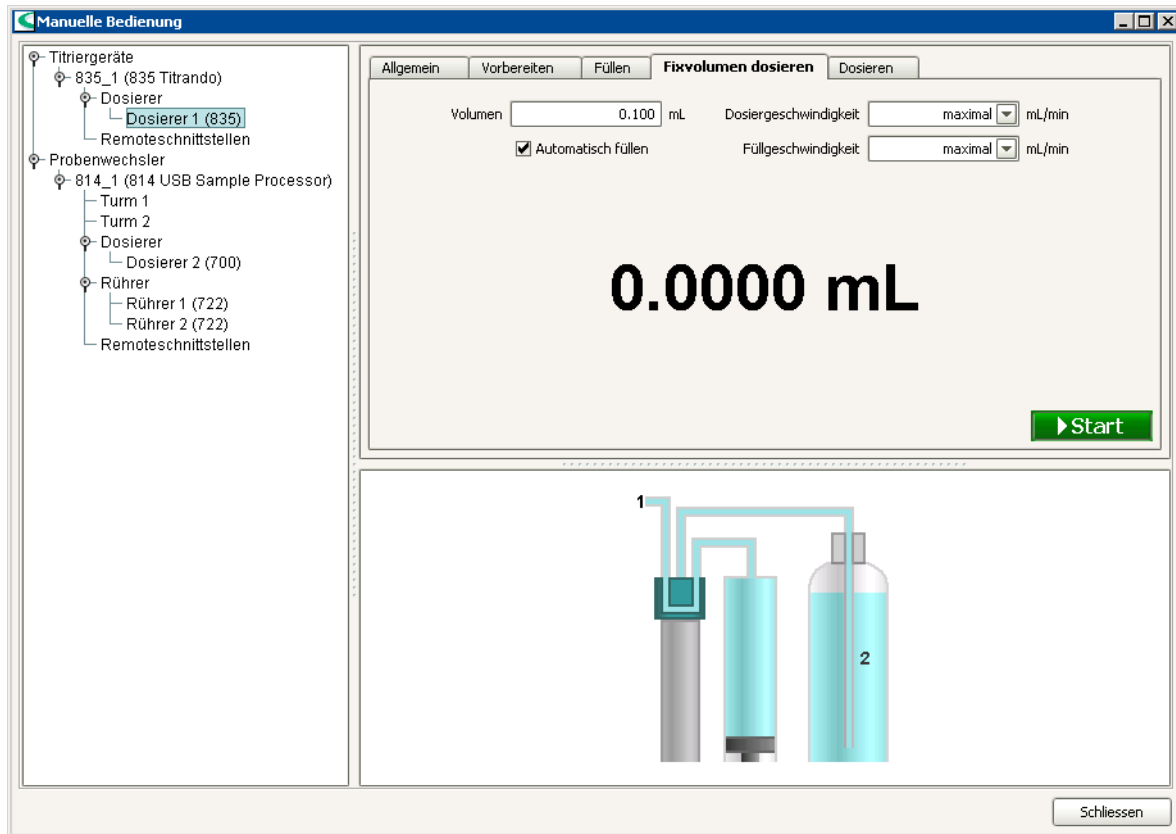 Manuelle Bedienung
Titriergeräte
835_1 (835 Titrando)
Dosierer
Dosierer 1 (835)
Remoteschnittstellen
Probenwechsler
814_1 (814 USB Sample Processor)
Turm 1
Turm 2
Dosierer
Dosierer 2 (700)
Rührer
Rührer 1 (722)
Rührer 2 (722)
Remoteschnittstellen
Allgemein Vorbereiten Füllen Fixvolumen dosieren Dosieren
Volumen 0.100 mL Dosiergeschwindigkeit maximal mL/min
Automatisch füllen Füllgeschwindigkeit maximal mL/min
0.0000 mL
Start
1
2
Schliessen